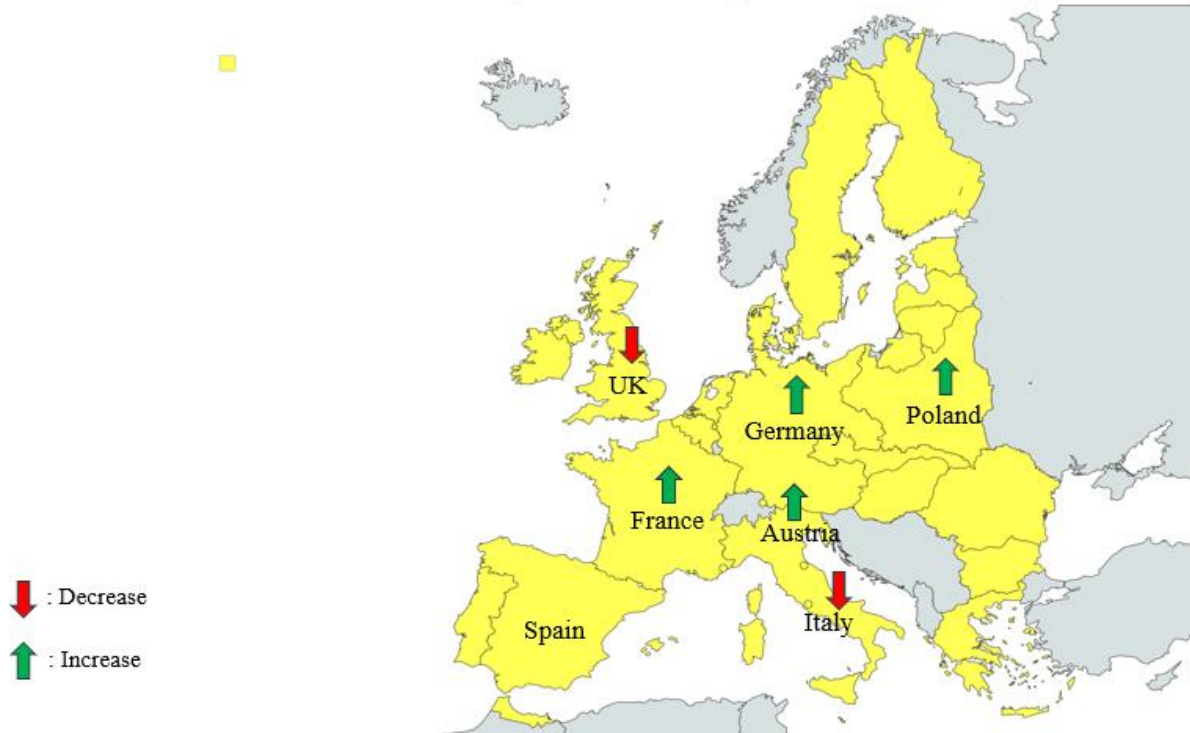 UK
Germany
Poland
France
Austria
: Decrease
Italy
Spain
: Increase